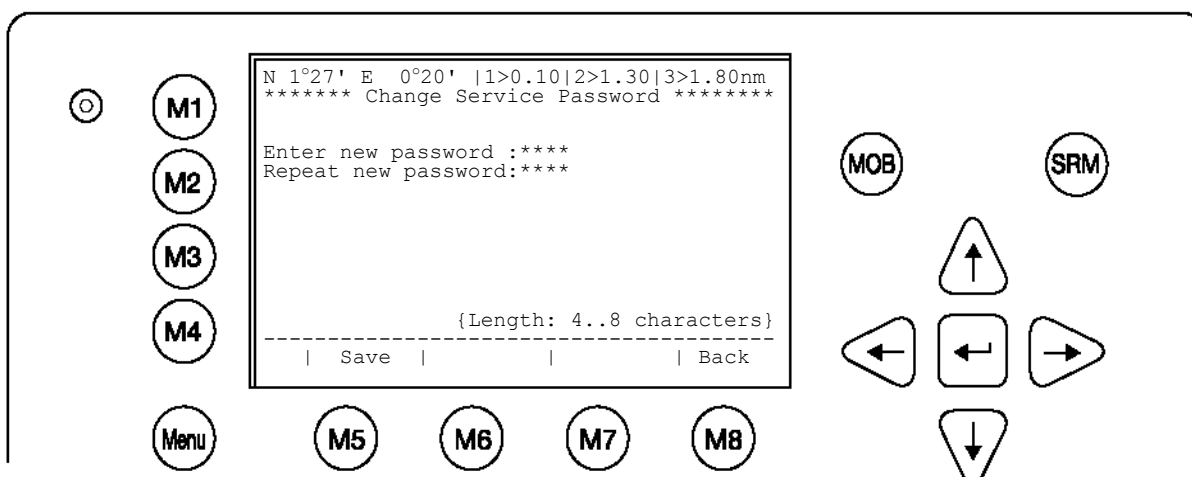 N 1°27' E  0°20' |1>0.10|2>1.30|3>1.80nm
******* Change Service Password ********
Enter new password :****
Repeat new password:****
{Length: 4..8 characters}
----------------------------------------
| Save | | | Back
M1
M2
M3
M4
Menu
M5
M6
M7
M8
MOB
SRM